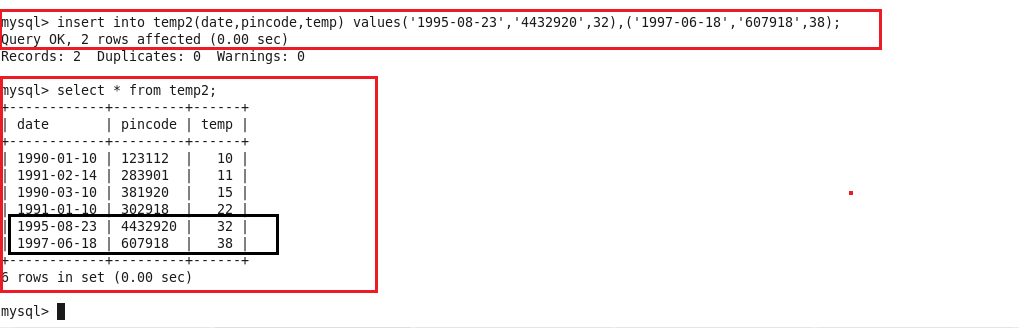 mysql> insert into temp2(date,pincode,temp) values('1995-08-23','4432920',32),('1997-06-18','607918',38);
Query OK, 2 rows affected (0.00 sec)
Records: 2  Duplicates: 0  Warnings: 0
mysql> select * from temp2;
+------------+---------+------+
| date       | pincode | temp |
+------------+---------+------+
| 1990-01-10 | 123112  |   10 |
| 1991-02-14 | 283901  |   11 |
| 1990-03-10 | 381920  |   15 |
| 1991-01-10 | 302918  |   22 |
| 1995-08-23 | 4432920 |   32 |
| 1997-06-18 | 607918  |   38 |
+------------+---------+------+
6 rows in set (0.00 sec)
mysql>